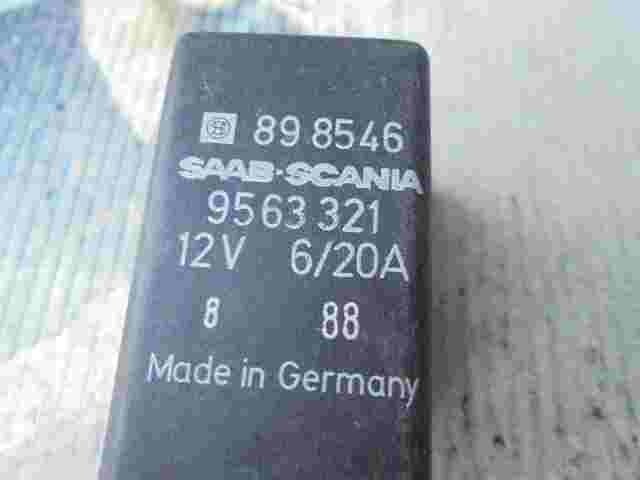 89 8546
SAAB-SCANIA
9563 321
12V 6/20A
8 88
Made in Germany